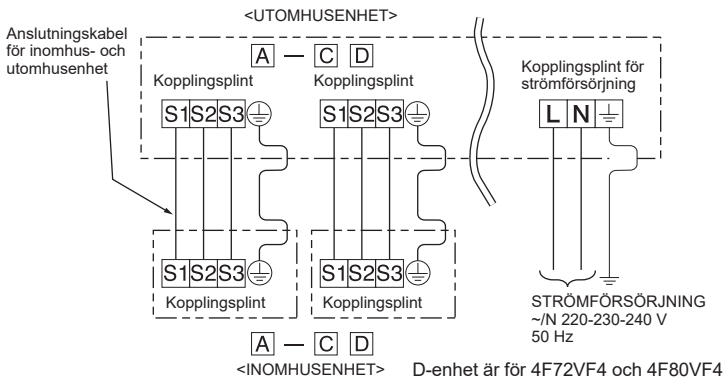 <UTOMHUSENHET>
Anslutningskabel
för inomhus- och
utomhusenhet
A — C D
Kopplingsplint
Kopplingsplint
Kopplingsplint för
strömförsörjning
S1 S2 S3
S1 S2 S3
L N
S1 S2 S3
S1 S2 S3
Kopplingsplint
Kopplingsplint
STRÖMFÖRSÖRJNING
~/N 220-230-240 V
50 Hz
A — C D
<INOMHUSENHET>
D-enhet är för 4F72VF4 och 4F80VF4